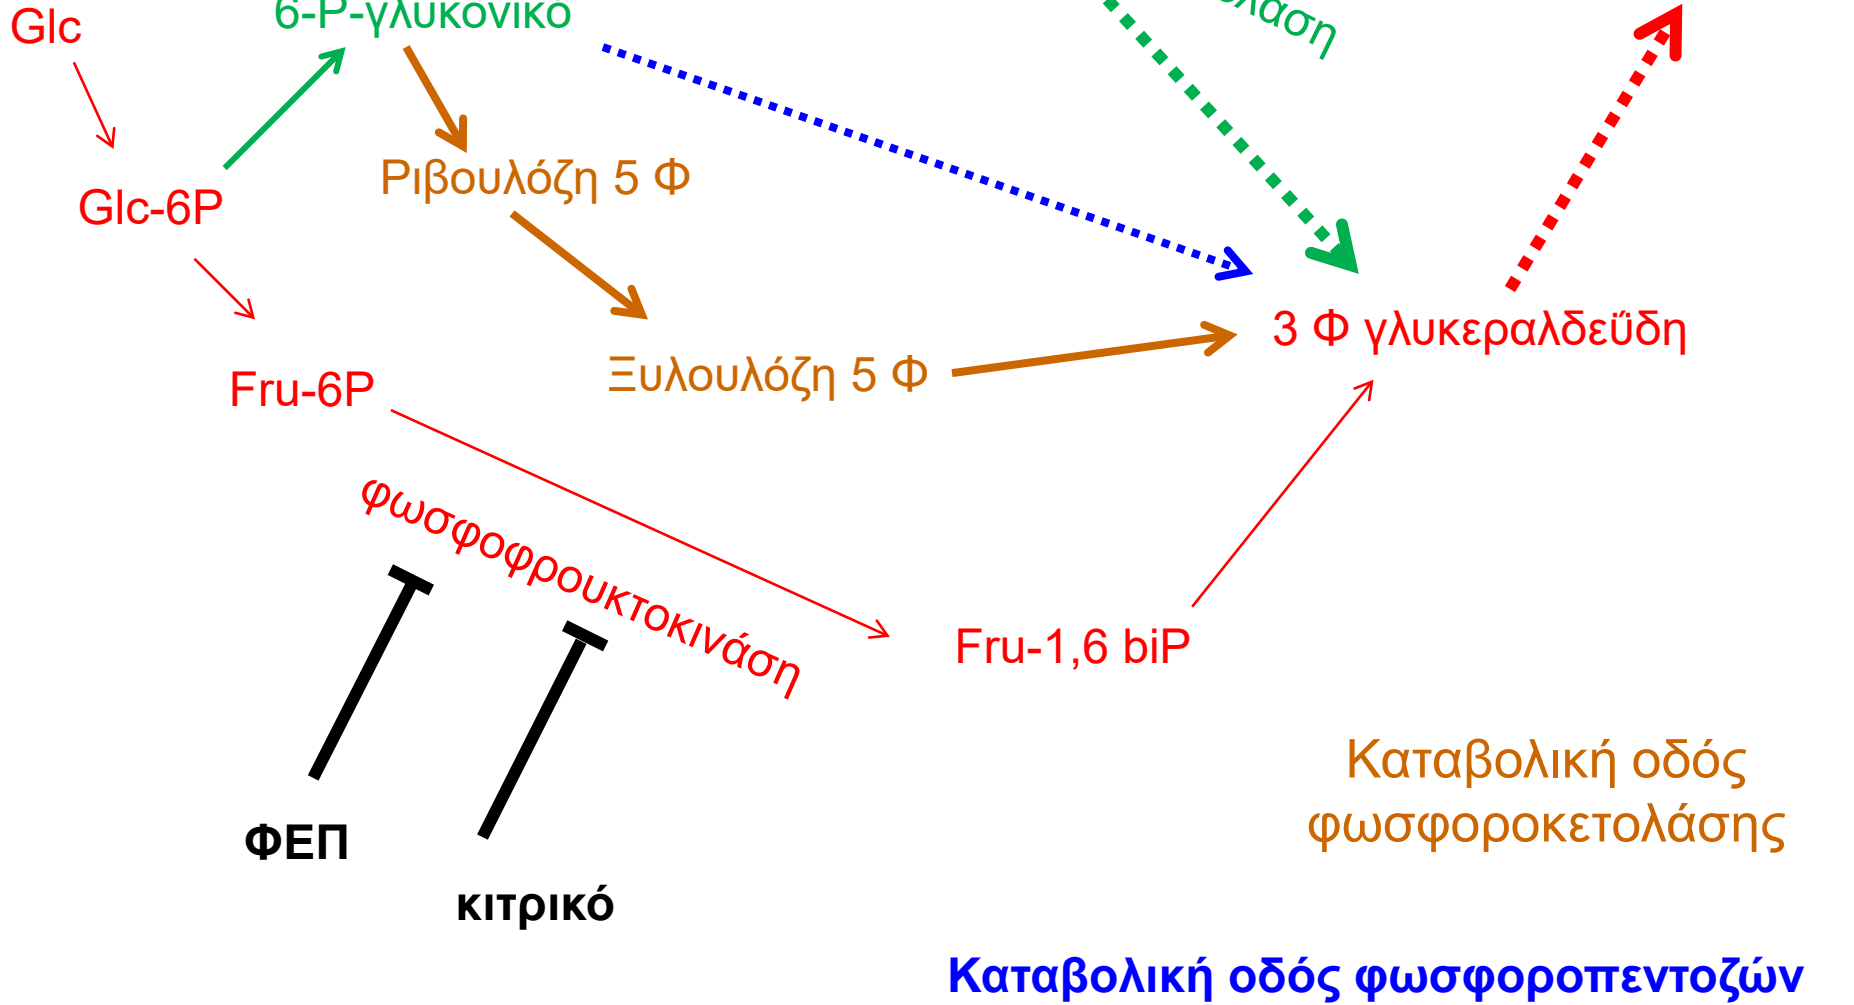 Glc
6-P-γλυκονικό
Glc-6P
Ριβουλόζη 5 Φ
3 Φ γλυκεραλδεΰδη
Ξυλουλόζη 5 Φ
Fru-6P
φωσφοφρουκτοκινάση
Fru-1,6 biP
Καταβολική οδός
φωσφοροκετολάσης
ΦΕΠ
κιτρικό
Καταβολική οδός φωσφοροπεντοζών